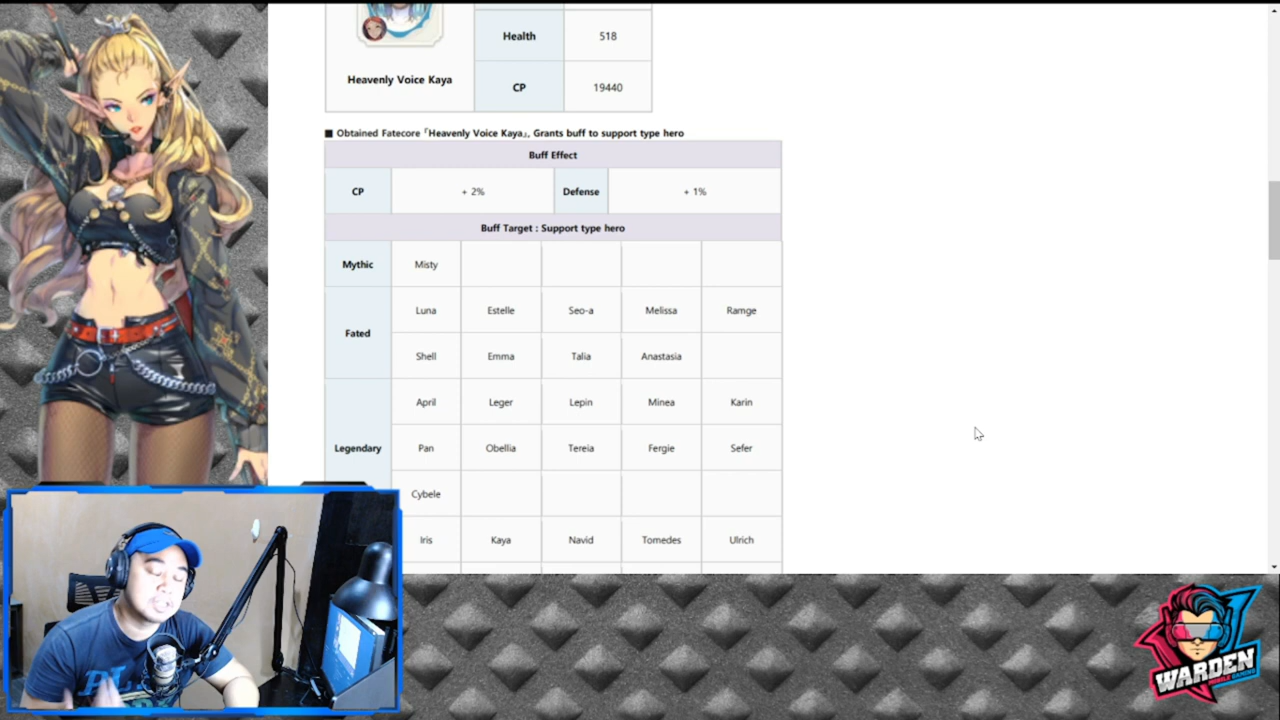 Health 518
Heavenly Voice Kaya
CP 19440
■ Obtained Fatecore 『Heavenly Voice Kaya』, Grants buff to support type hero
Buff Effect
CP + 2% Defense + 1%
Buff Target : Support type hero
Mythic Misty
Fated
Luna Estelle Seo-a Melissa Ramge
Shell Emma Talia Anastasia
Legendary
April Leger Lepin Minea Karin
Pan Obellia Tereia Fergie Sefer
Cybele
Iris Kaya Navid Tomedes Ulrich
WARDEN
MOBILE GAMING